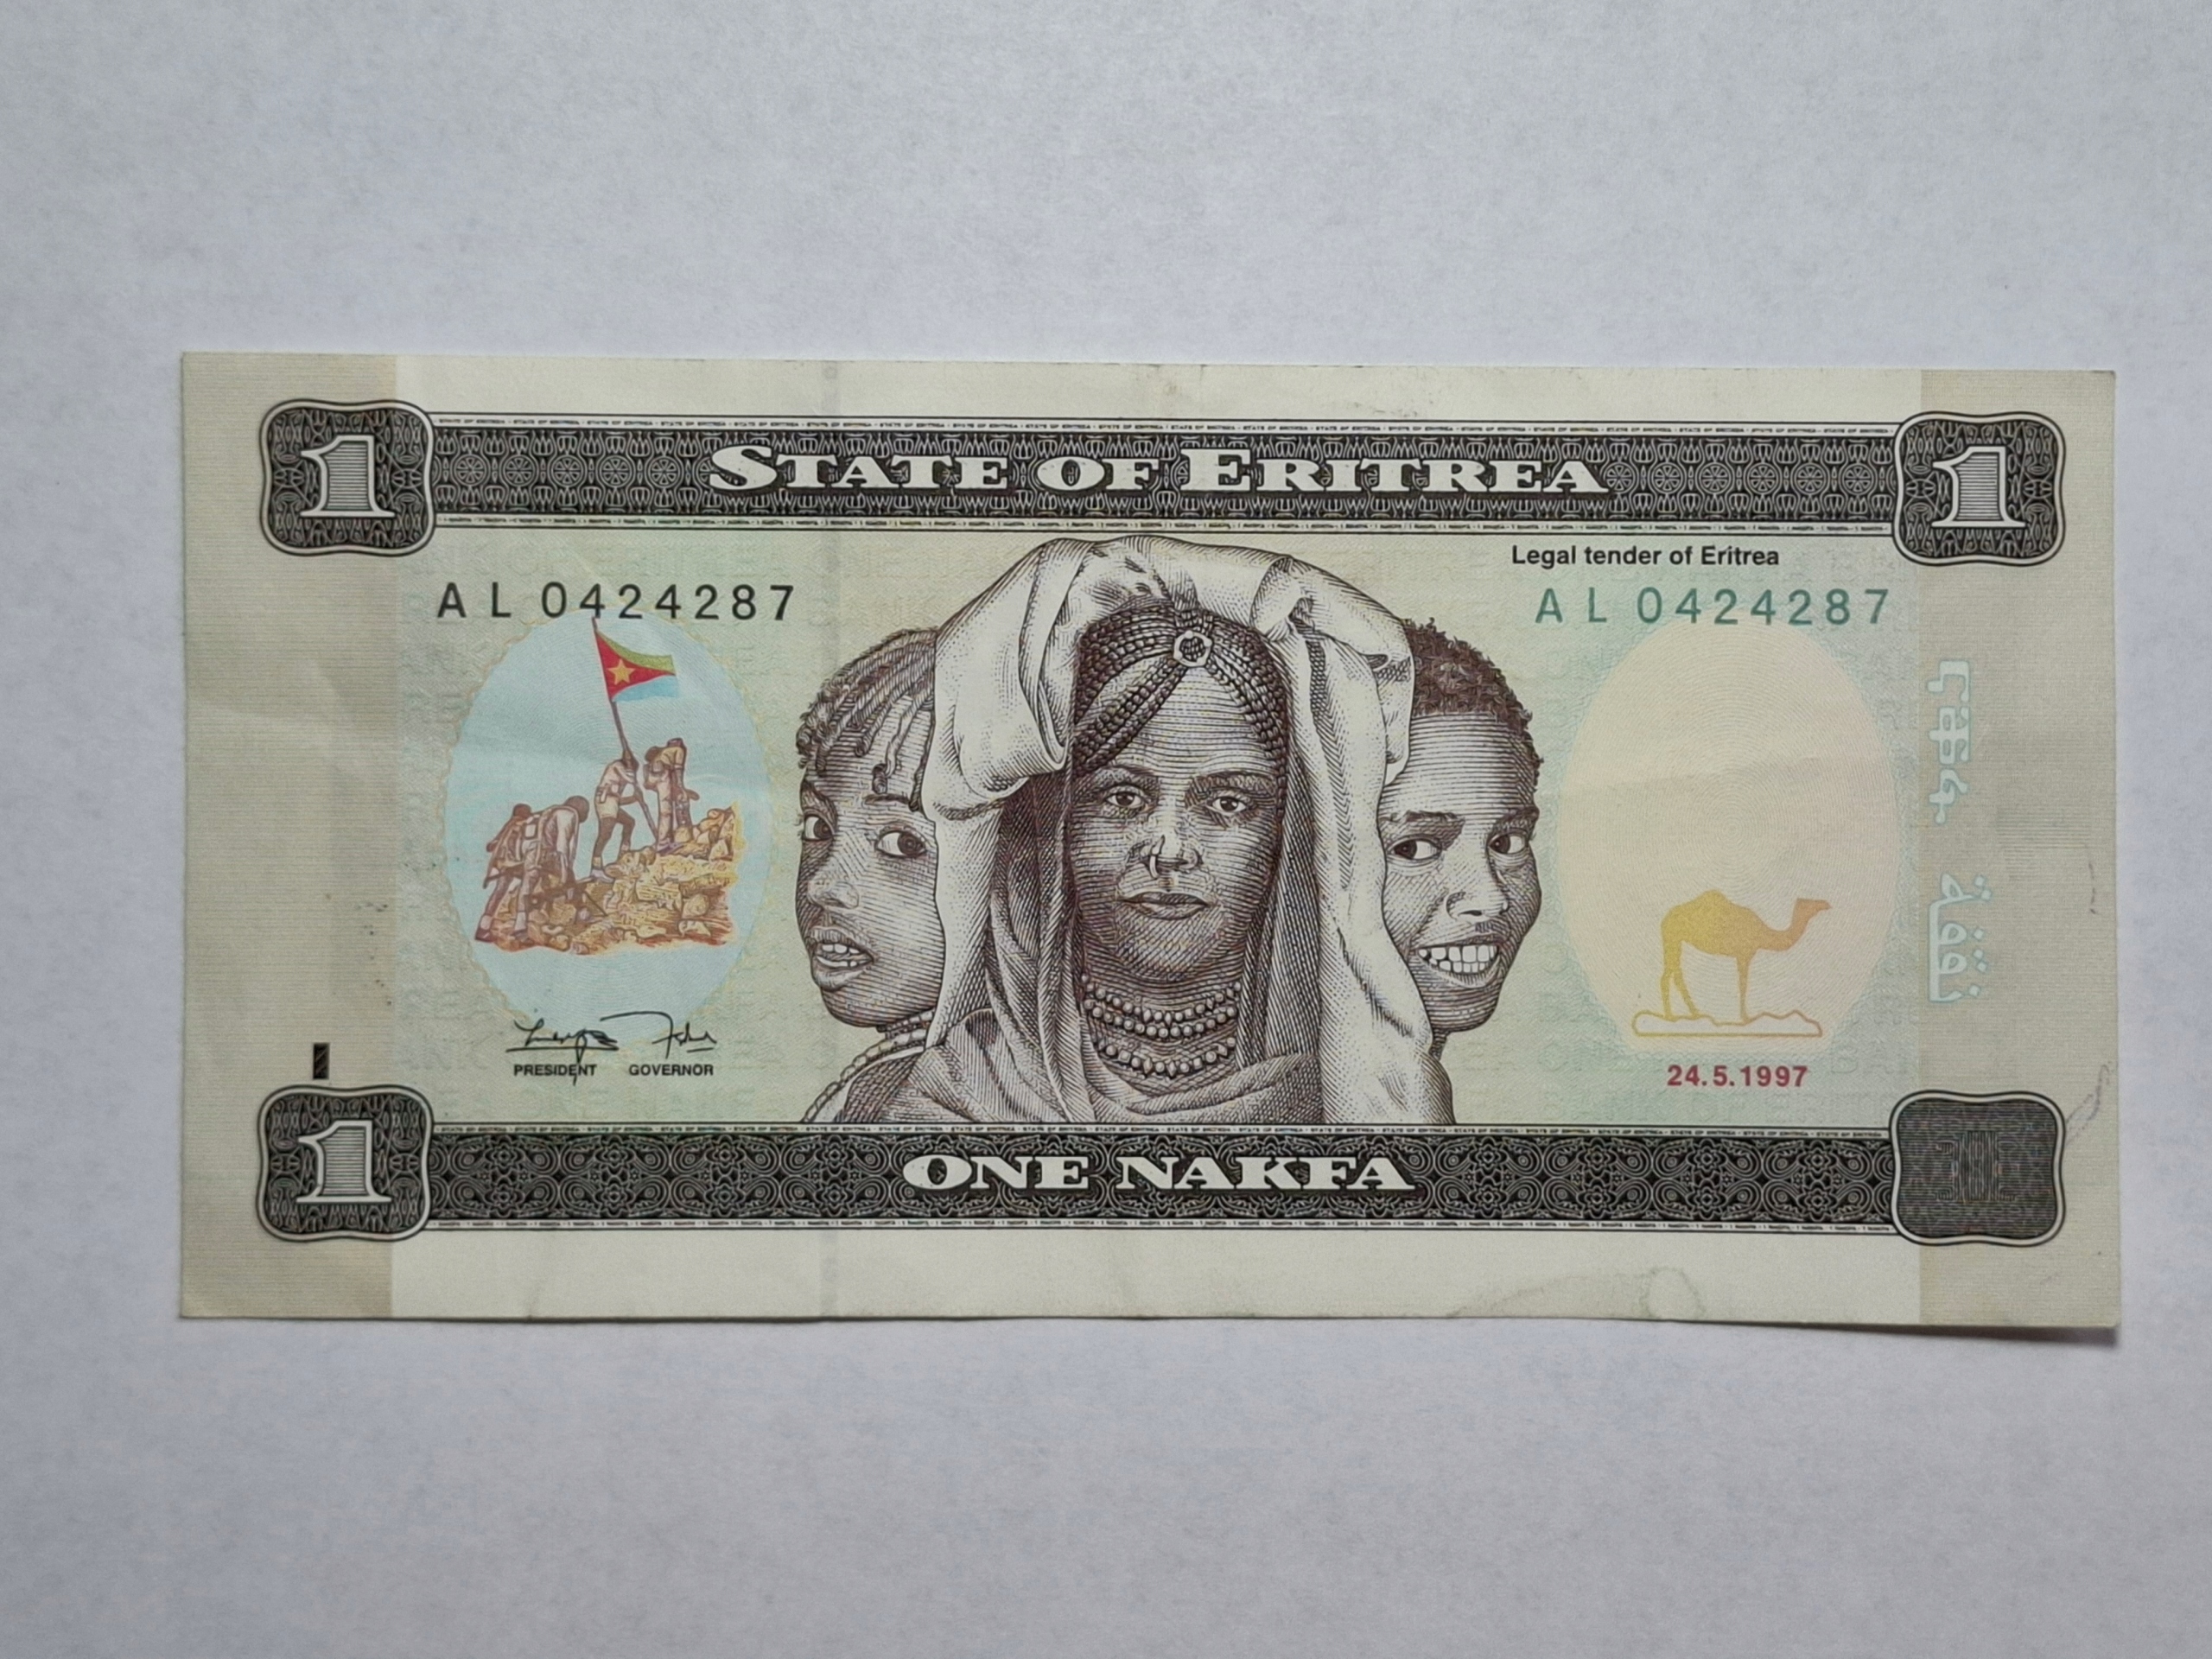 1
STATE OF ERITREA
1
Legal tender of Eritrea
AL 0424287
AL 0424287
ናቅፋ
نقفة
PRESIDENT GOVERNOR
24.5.1997
1
ONE NAKFA